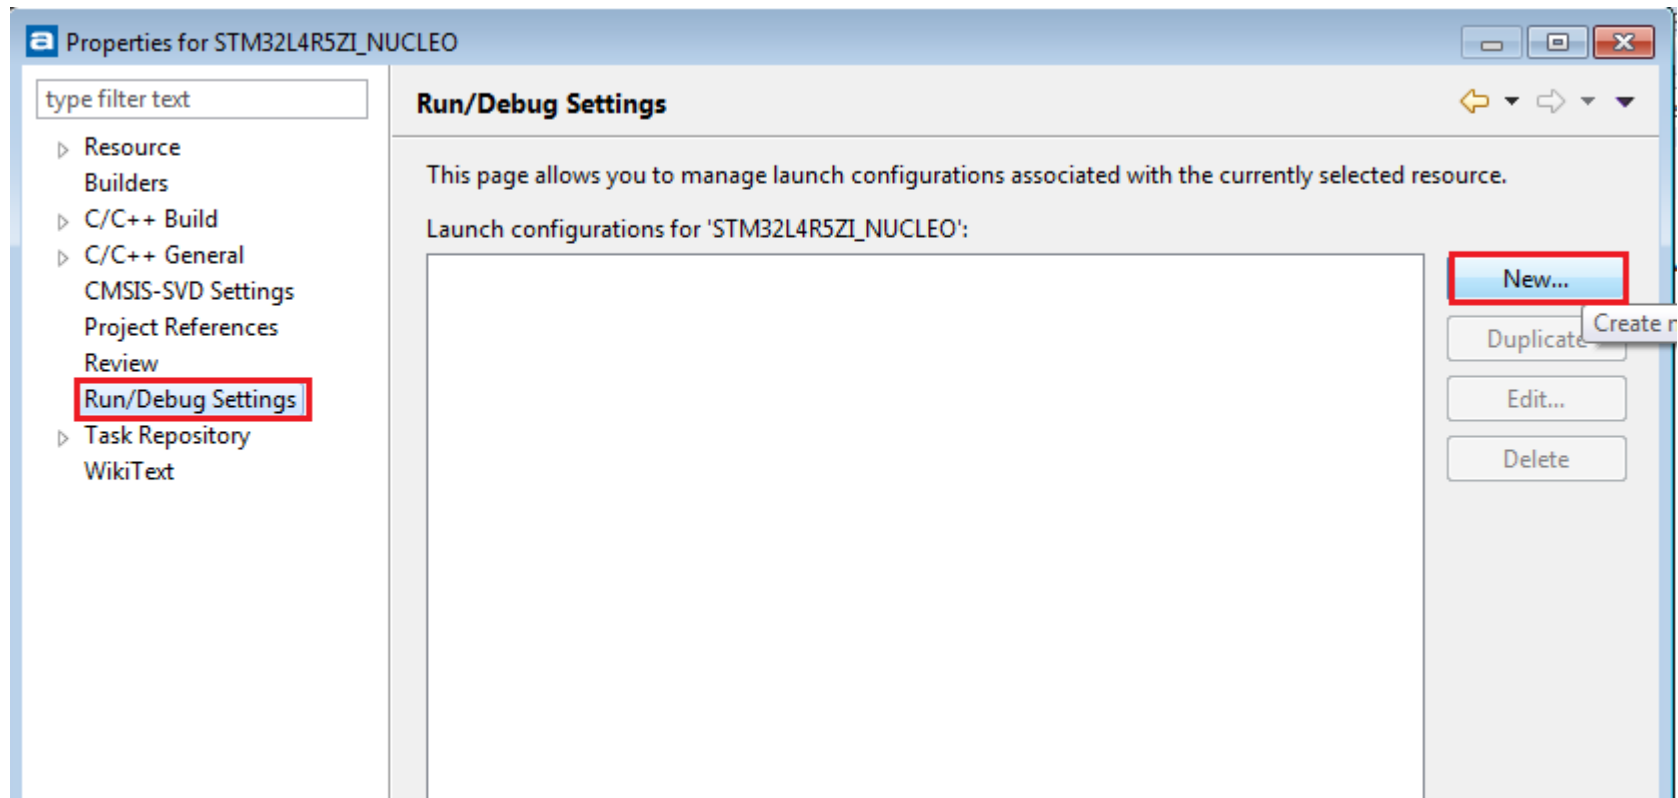 a Properties for STM32L4R5ZI_NUCLEO
type filter text
Resource
Builders
C/C++ Build
C/C++ General
CMSIS-SVD Settings
Project References
Review
Run/Debug Settings
Task Repository
WikiText
Run/Debug Settings
This page allows you to manage launch configurations associated with the currently selected resource.
Launch configurations for 'STM32L4R5ZI_NUCLEO':
New...
Create
Duplicate
Edit...
Delete